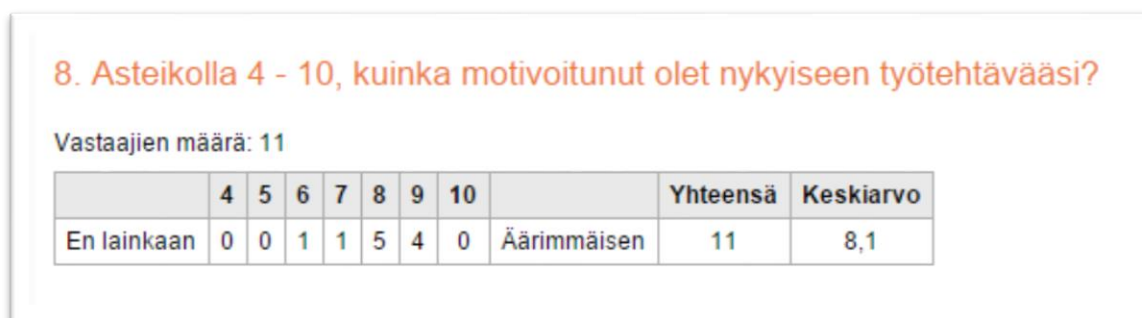 8. Asteikolla 4 - 10, kuinka motivoitunut olet nykyiseen työtehtävääsi?
Vastaajien määrä: 11
4 5 6 7 8 9 10 Yhteensä Keskiarvo
En lainkaan 0 0 1 1 5 4 0 Äärimmäisen 11 8,1